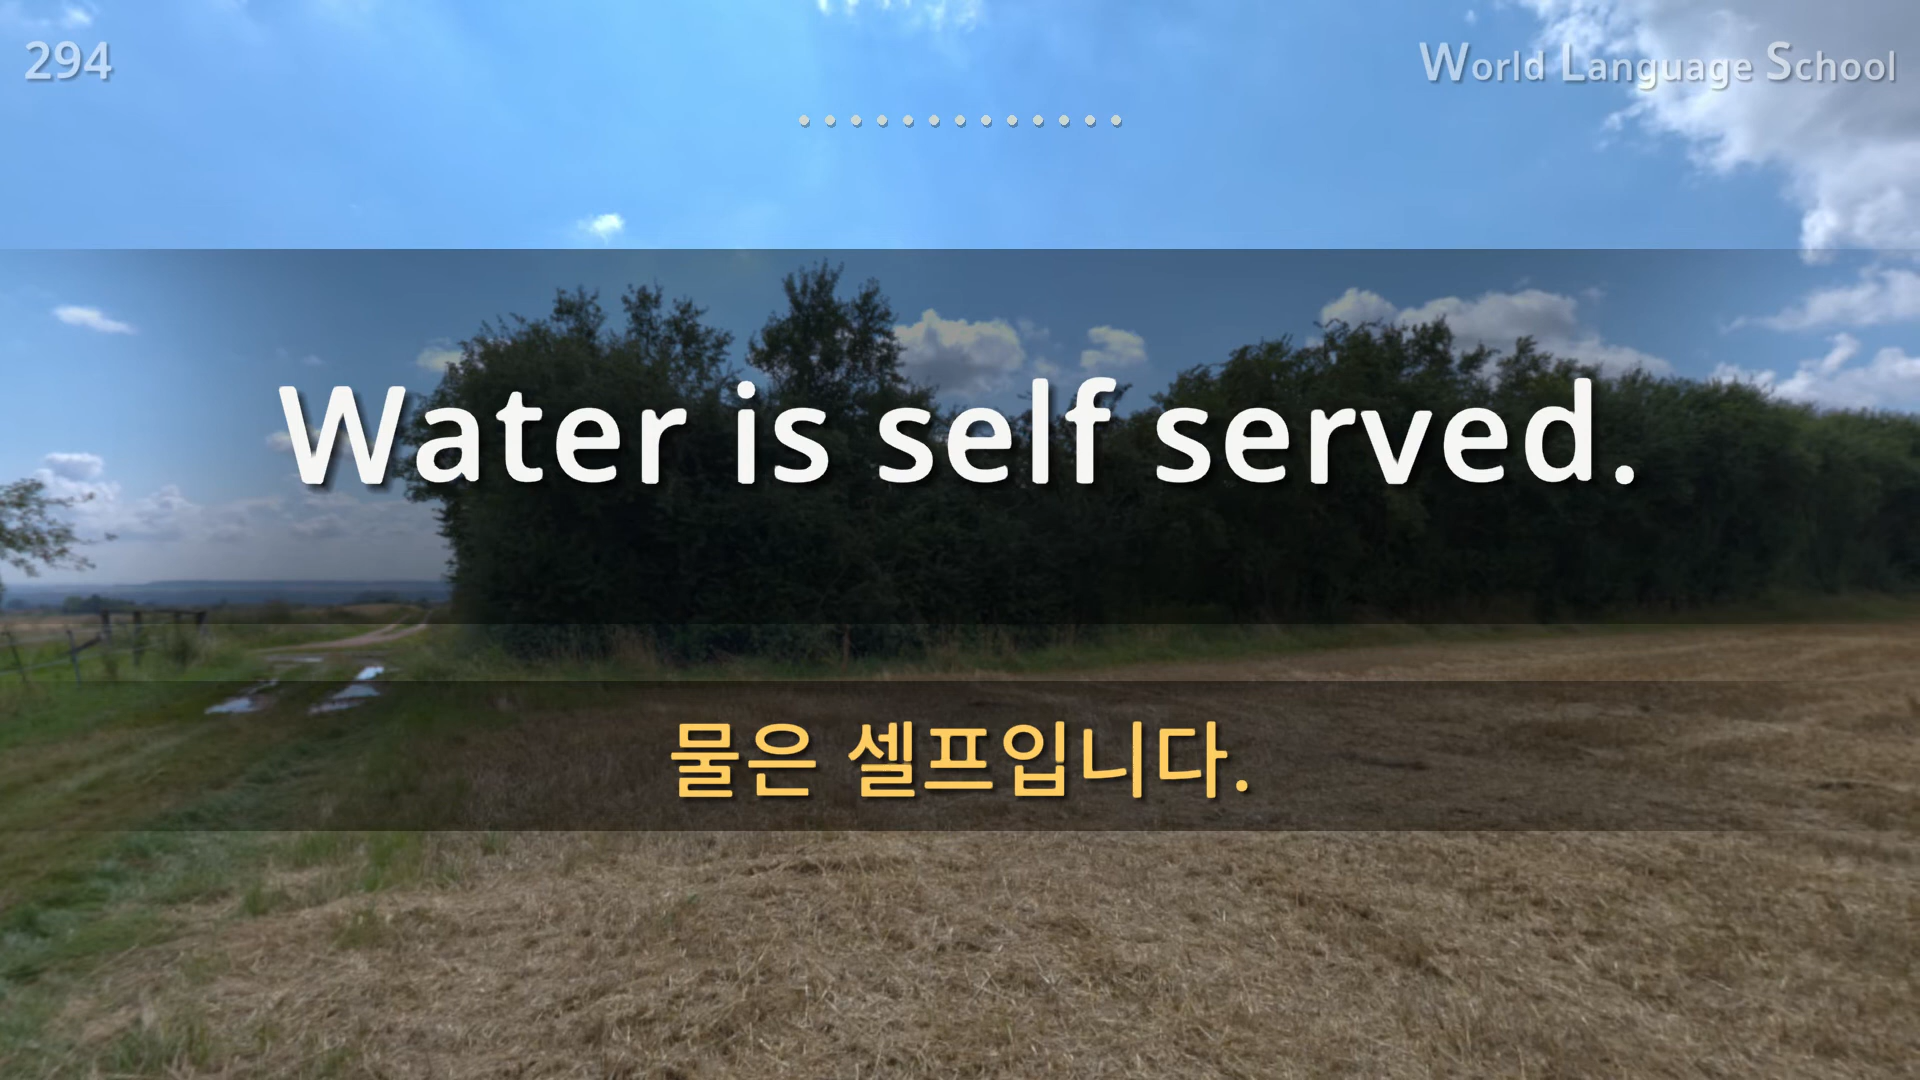 294
World Language School
Water is self served.
물은 셀프입니다.